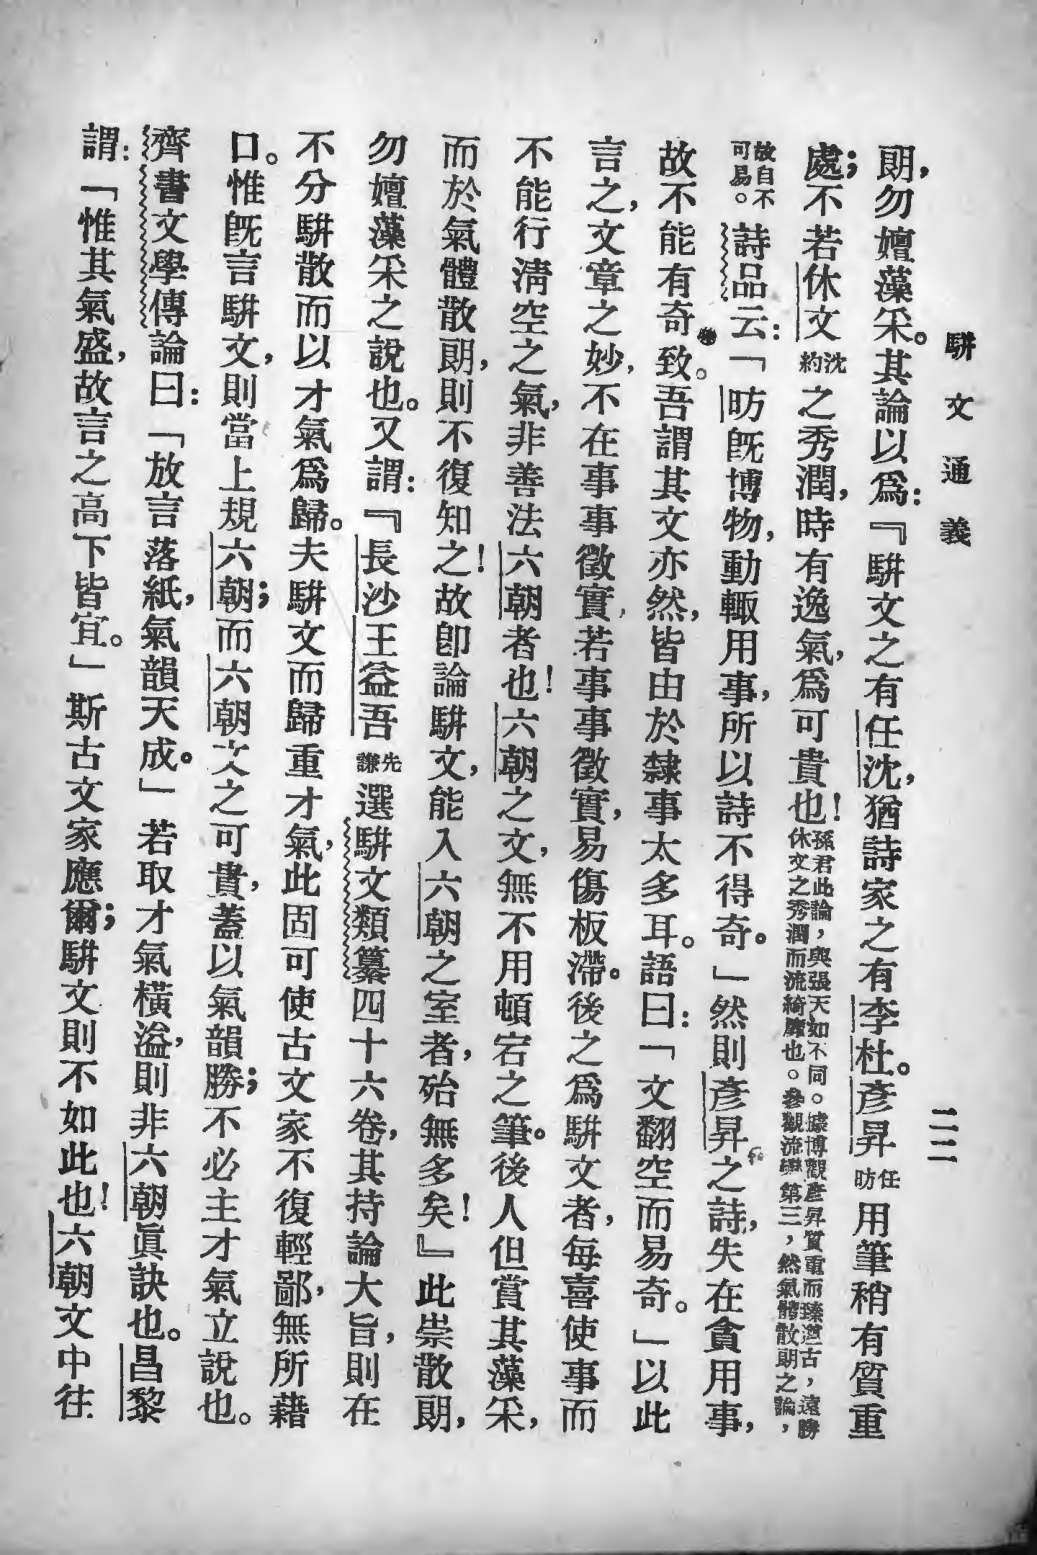 駢文通義
二二
朗，勿嬗藻采。其論以爲：『駢文之有任沈，猶詩家之有李杜。彥昇任昉用筆稍有質重
處；不若休文沈約之秀潤，時有逸氣，爲可貴也！孫君此論，與張天如不同。據博觀彥昇質重而臻遒古，遠勝休文之秀潤而流綺靡也。參觀流變第三，然氣體散朗之論，
故自不可易。詩品云：「昉旣博物，動輒用事，所以詩不得奇。」然則彥昇之詩，失在貪用事，
故不能有奇致。吾謂其文亦然，皆由於隸事太多耳。語曰：「文翻空而易奇。」以此
言之，文章之妙，不在事事徵實，若事事徵實，易傷板滯。後之爲駢文者，每喜使事而
不能行淸空之氣，非善法六朝者也！六朝之文，無不用頓宕之筆。後人但賞其藻采，
而於氣體散朗，則不復知之！故卽論駢文，能入六朝之室者，殆無多矣！』此崇散朗，
勿嬗藻采之說也。又謂：『長沙王益吾先謙選駢文類纂四十六卷，其持論大旨，則在
不分駢散而以才氣爲歸。夫駢文而歸重才氣，此固可使古文家不復輕鄙，無所藉
口。惟旣言駢文，則當上規六朝；而六朝文之可貴，蓋以氣韻勝；不必主才氣立說也。
齊書文學傳論曰：「放言落紙，氣韻天成。」若取才氣橫溢，則非六朝眞訣也。昌黎
謂：「惟其氣盛，故言之高下皆宜。」斯古文家應爾；駢文則不如此也！六朝文中往